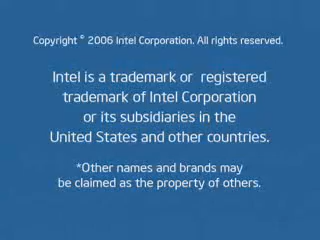 Copyright © 2006 Intel Corporation. All rights reserved.
Intel is a trademark or registered
trademark of Intel Corporation
or its subsidiaries in the
United States and other countries.
*Other names and brands may
be claimed as the property of others.